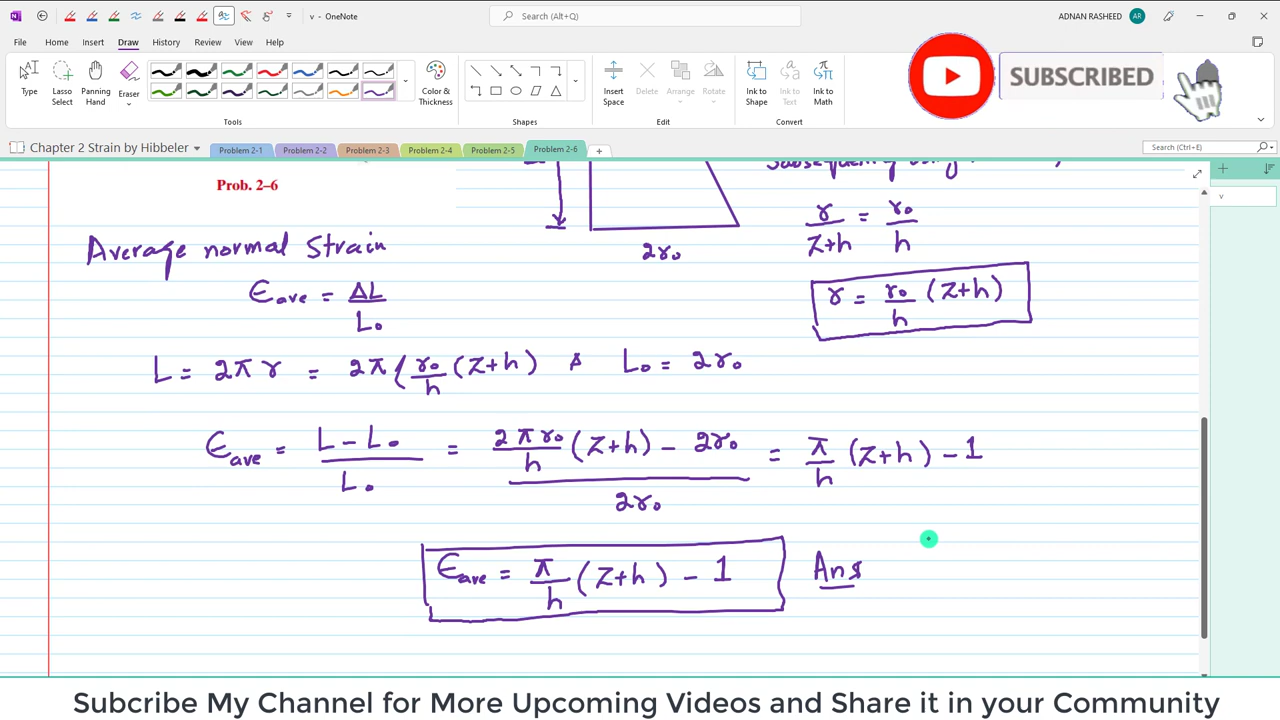 v - OneNote
Search (Alt+Q)
ADNAN RASHEED
AR
File Home Insert Draw History Review View Help
Type
Lasso Select
Panning Hand
Eraser
Color & Thickness
Insert Space
Delete
Arrange
Rotate
Ink to Shape
Ink to Text
Ink to Math
SUBSCRIBED
Tools
Shapes
Edit
Convert
Chapter 2 Strain by Hibbeler
Problem 2-1
Problem 2-2
Problem 2-3
Problem 2-4
Problem 2-5
Problem 2-6
Search (Ctrl+E)
v
Prob. 2–6
2r₀
r/(z+h) = r₀/h
r = r₀/h (z+h)
Average normal Strain
ϵave = ΔL/L₀
L = 2πr = 2π(r₀/h (z+h) & L₀ = 2r₀
ϵave = (L - L₀)/L₀ = (2πr₀/h (z+h) - 2r₀)/2r₀ = π/h (z+h) - 1
ϵave = π/h (z+h) - 1 Ans
Subcribe My Channel for More Upcoming Videos and Share it in your Community